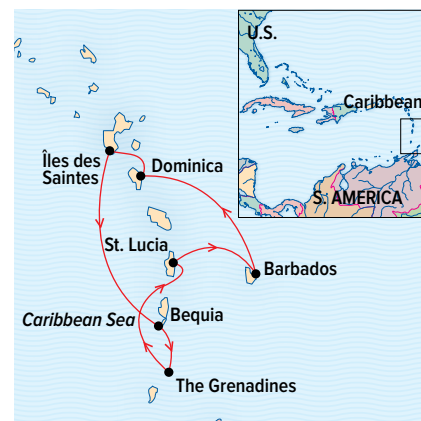 U.S.
Caribbean
S. AMERICA
Îles des
Saintes
Dominica
St. Lucia
Barbados
Caribbean Sea
Bequia
The Grenadines